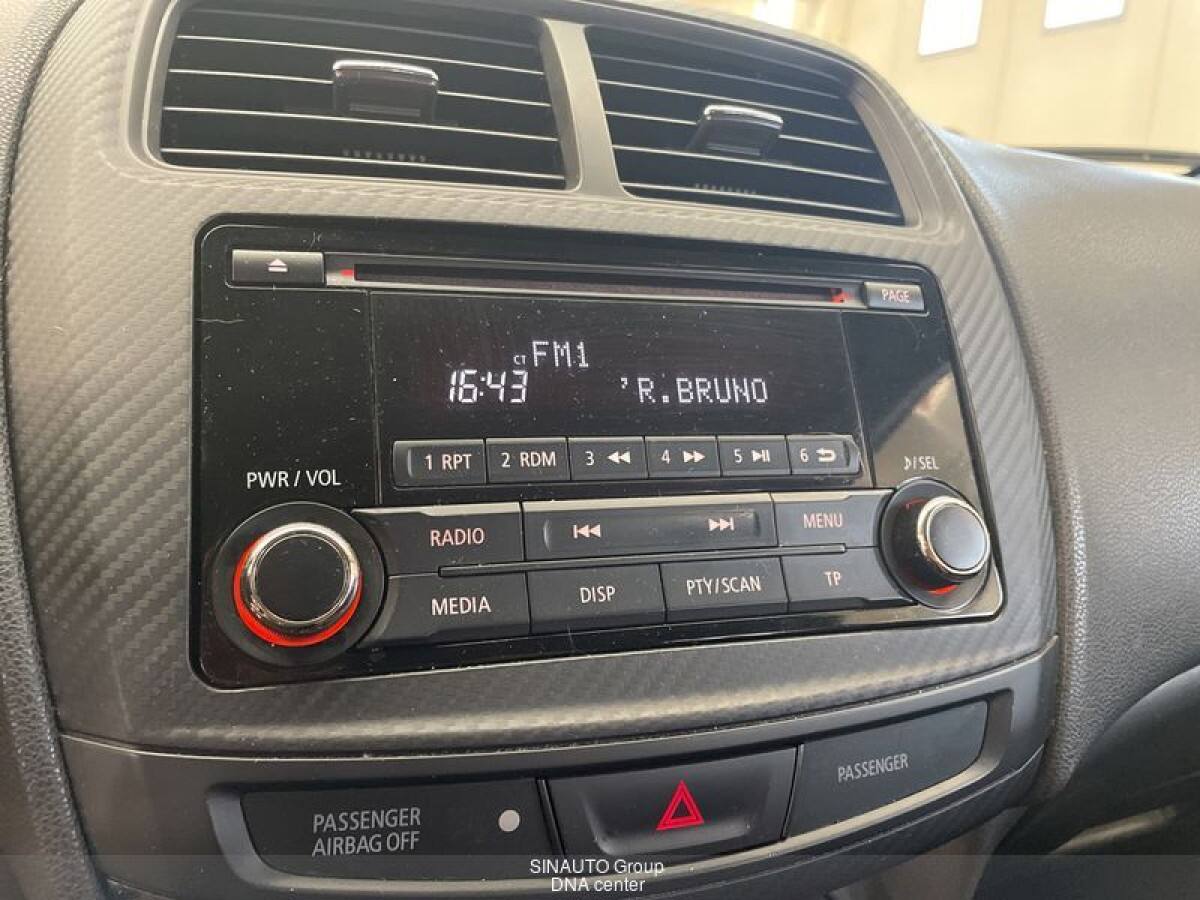 PAGE
CT FM1
16:43 'R.BRUNO
1 RPT 2 RDM 3 4 5 6
PWR / VOL
/SEL
RADIO
MENU
MEDIA
DISP
PTY/SCAN
TP
PASSENGER
AIRBAG OFF
PASSENGER
SINAUTO Group
DNA center